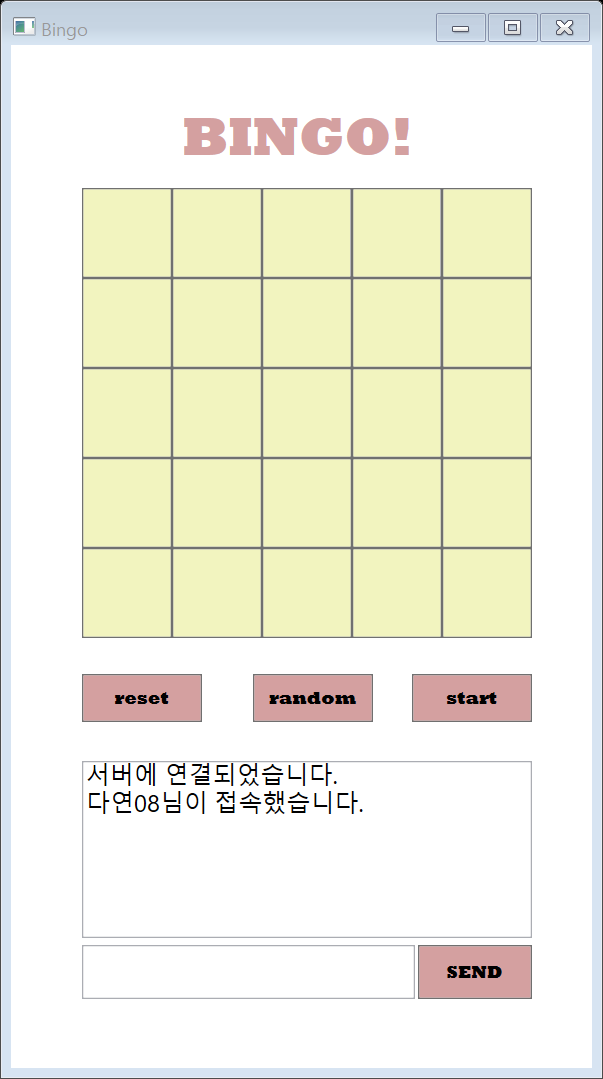 Bingo
BINGO!
reset
random
start
서버에 연결되었습니다.
다연08님이 접속했습니다.
SEND